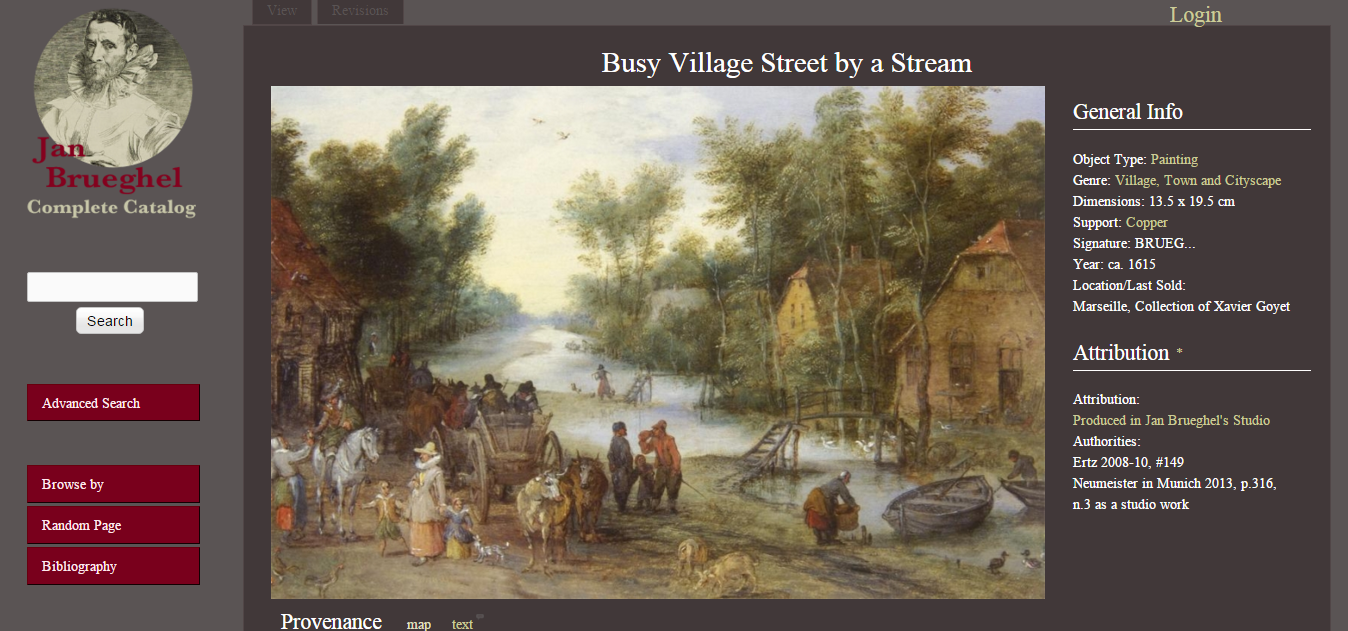 View
Revisions
Login
Jan
Brueghel
Complete Catalog
Search
Advanced Search
Browse by
Random Page
Bibliography
Busy Village Street by a Stream
General Info
Object Type: Painting
Genre: Village, Town and Cityscape
Dimensions: 13.5 x 19.5 cm
Support: Copper
Signature: BRUEG...
Year: ca. 1615
Location/Last Sold:
Marseille, Collection of Xavier Goyet
Attribution *
Attribution:
Produced in Jan Brueghel's Studio
Authorities:
Ertz 2008-10, #149
Neumeister in Munich 2013, p.316,
n.3 as a studio work
Provenance map text